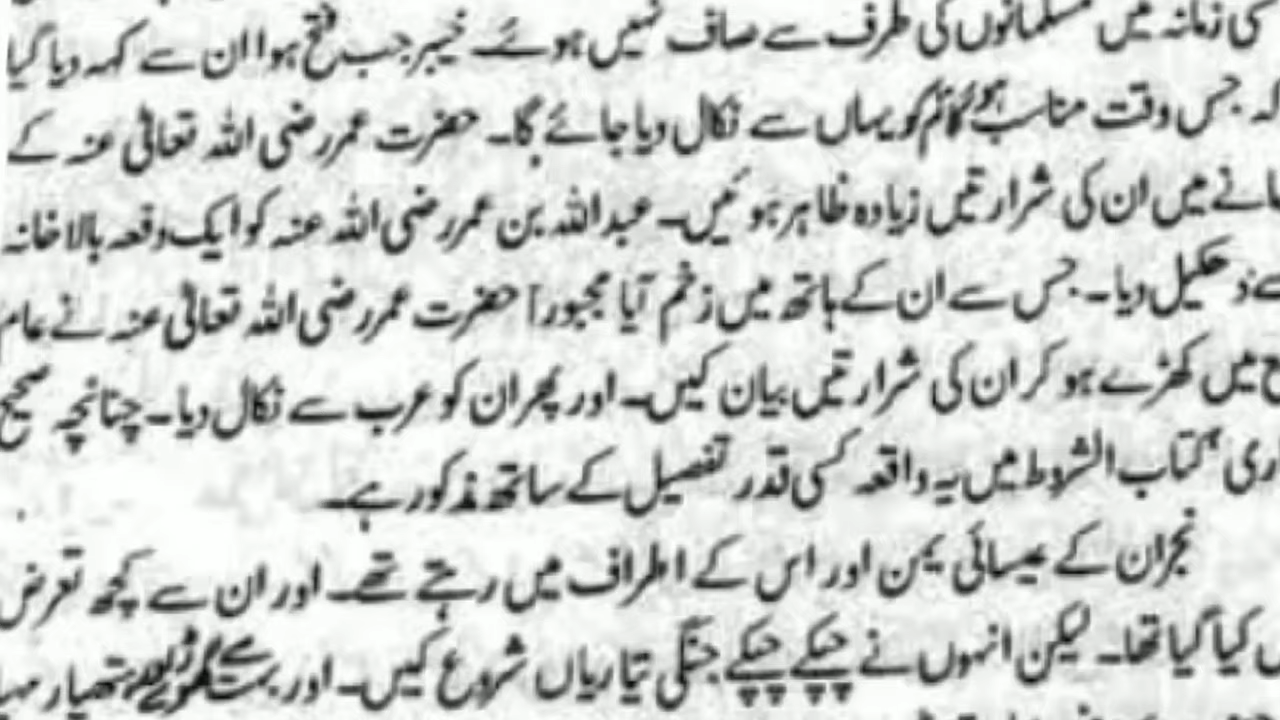 کسی زمانہ میں مسلمانوں کی طرف سے صاف نہیں ہوئے۔ خیبر جب فتح ہوا ان سے کہہ دیا گیا
کہ جس وقت مناسب ہوگا تم کو یہاں سے نکال دیا جائے گا۔ حضرت عمر رضی اللہ تعالیٰ عنہ کے
مانے میں ان کی شرارتیں زیادہ ظاہر ہوئیں۔ عبداللہ بن عمر رضی اللہ عنہ کو ایک دفعہ بالا خانہ
سے دھکیل دیا۔ جس سے ان کے ہاتھ میں زخم آیا مجبوراً حضرت عمر رضی اللہ تعالیٰ عنہ نے عام
ع میں کھڑے ہو کر ان کی شرارتیں بیان کیں۔ اور پھر ان کو عرب سے نکال دیا۔ چنانچہ صحیح
اری کتاب الشروط میں یہ واقعہ کسی قدر تفصیل کے ساتھ مذکور ہے۔
نجران کے عیسائی یمن اور اس کے اطراف میں رہتے تھے۔ اور ان سے کچھ تعرض
ں کیا گیا تھا۔ لیکن انہوں نے چپکے چپکے جنگی تیاریاں شروع کیں۔ اور بہت سے گھوڑے اور ہتھیار مہیا